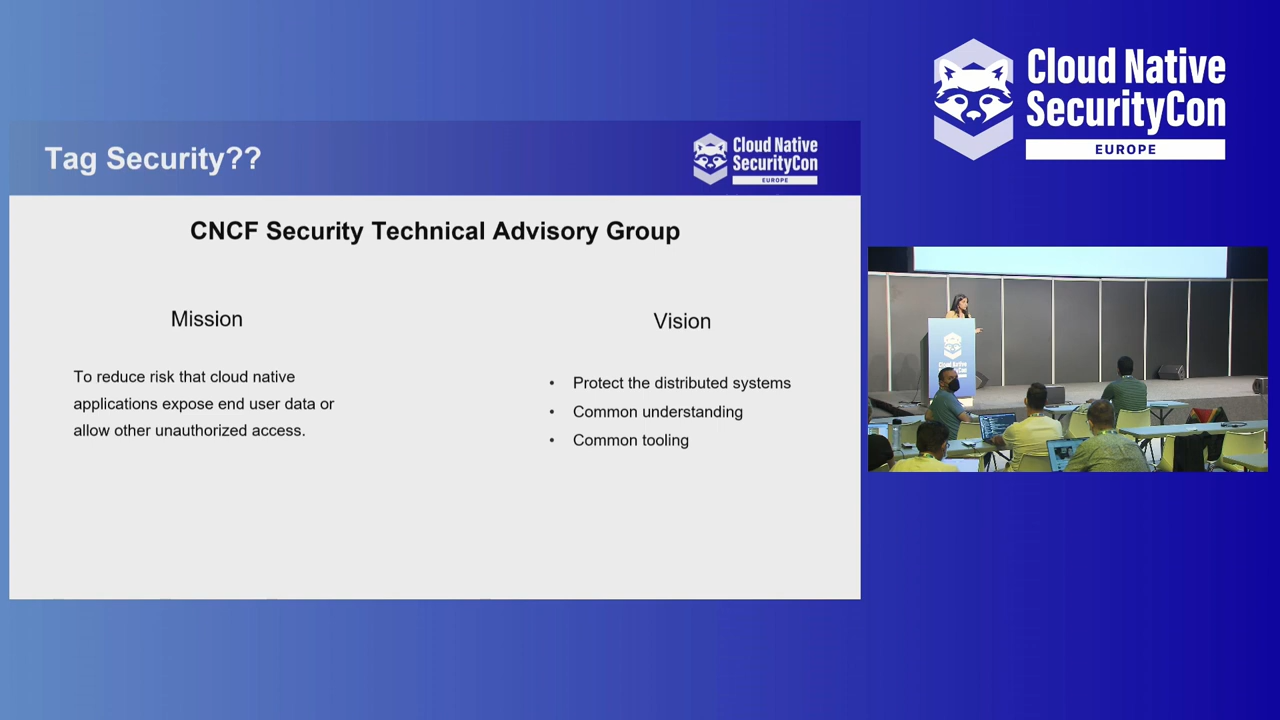 Cloud Native
SecurityCon
EUROPE
Tag Security??
Cloud Native
SecurityCon
EUROPE
CNCF Security Technical Advisory Group
Mission
Vision
To reduce risk that cloud native
applications expose end user data or
allow other unauthorized access.
• Protect the distributed systems
• Common understanding
• Common tooling